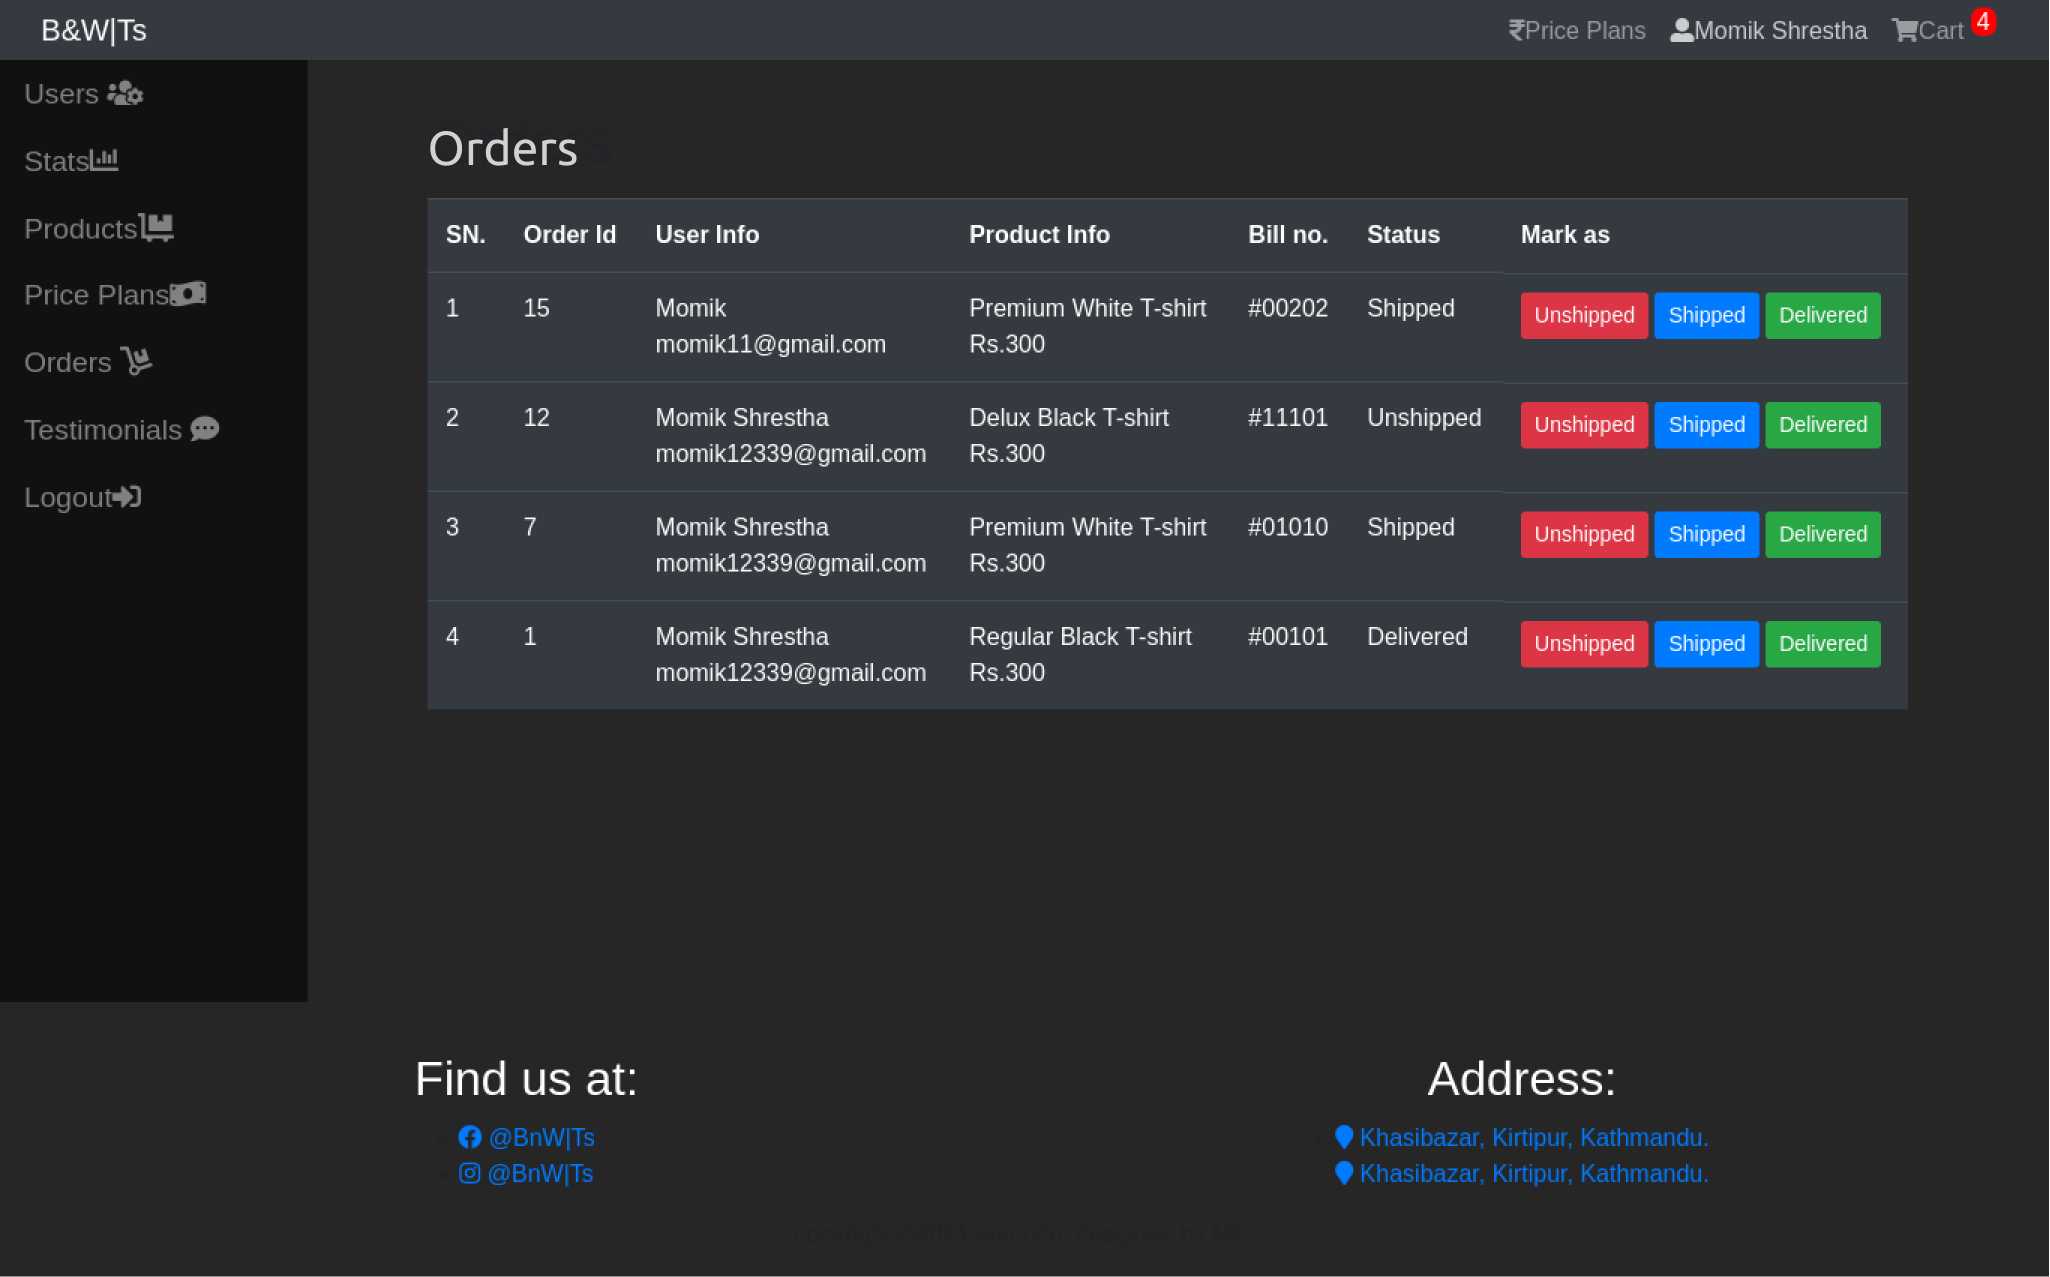 B&W|Ts
Price Plans Momik Shrestha Cart 4
Users
Stats
Products
Price Plans
Orders
Testimonials
Logout
Orders
SN. Order Id User Info Product Info Bill no. Status Mark as
1 15 Momik Premium White T-shirt #00202 Shipped Unshipped Shipped Delivered
momik11@gmail.com Rs.300
2 12 Momik Shrestha Delux Black T-shirt #11101 Unshipped Unshipped Shipped Delivered
momik12339@gmail.com Rs.300
3 7 Momik Shrestha Premium White T-shirt #01010 Shipped Unshipped Shipped Delivered
momik12339@gmail.com Rs.300
4 1 Momik Shrestha Regular Black T-shirt #00101 Delivered Unshipped Shipped Delivered
momik12339@gmail.com Rs.300
Find us at:
@BnW|Ts
@BnW|Ts
Address:
Khasibazar, Kirtipur, Kathmandu.
Khasibazar, Kirtipur, Kathmandu.